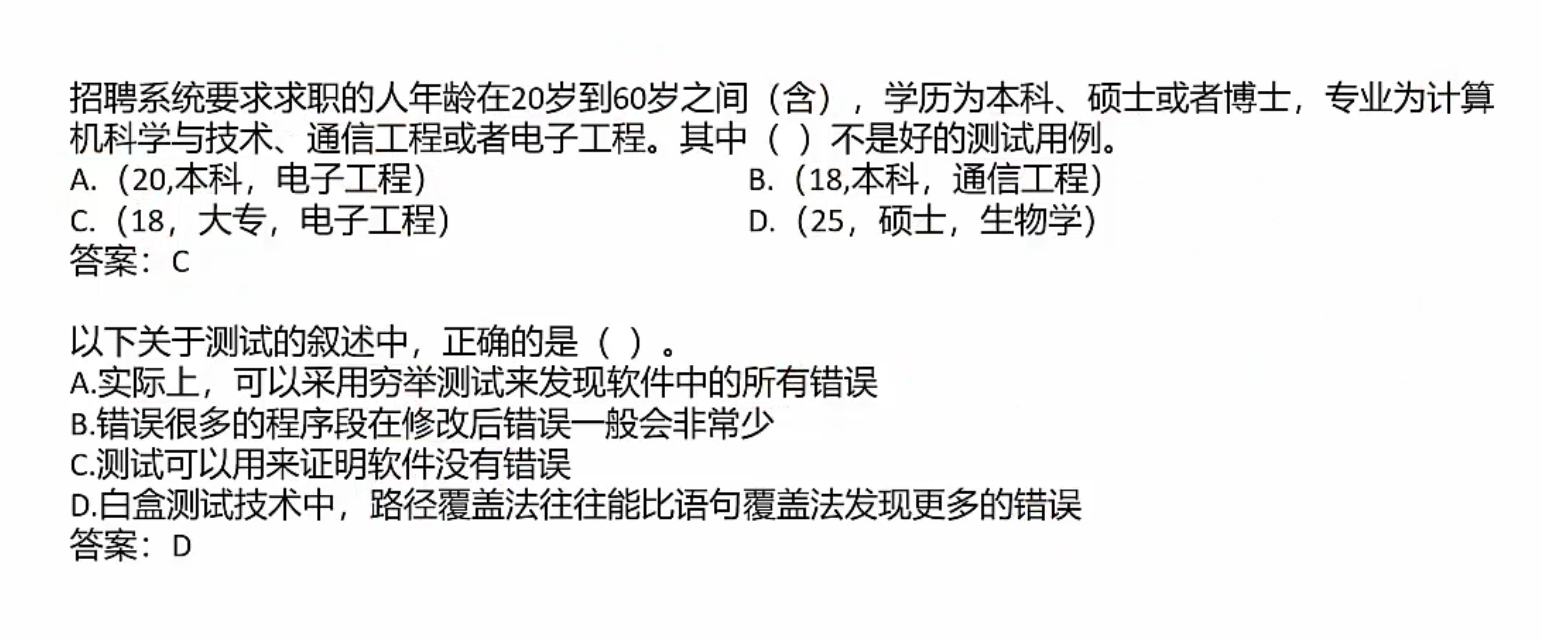 招聘系统要求求职的人年龄在20岁到60岁之间（含），学历为本科、硕士或者博士，专业为计算
机科学与技术、通信工程或者电子工程。其中（ ）不是好的测试用例。
A.（20,本科，电子工程） B.（18,本科，通信工程）
C.（18，大专，电子工程） D.（25，硕士，生物学）
答案：C
以下关于测试的叙述中，正确的是（ ）。
A.实际上，可以采用穷举测试来发现软件中的所有错误
B.错误很多的程序段在修改后错误一般会非常少
C.测试可以用来证明软件没有错误
D.白盒测试技术中，路径覆盖法往往能比语句覆盖法发现更多的错误
答案：D